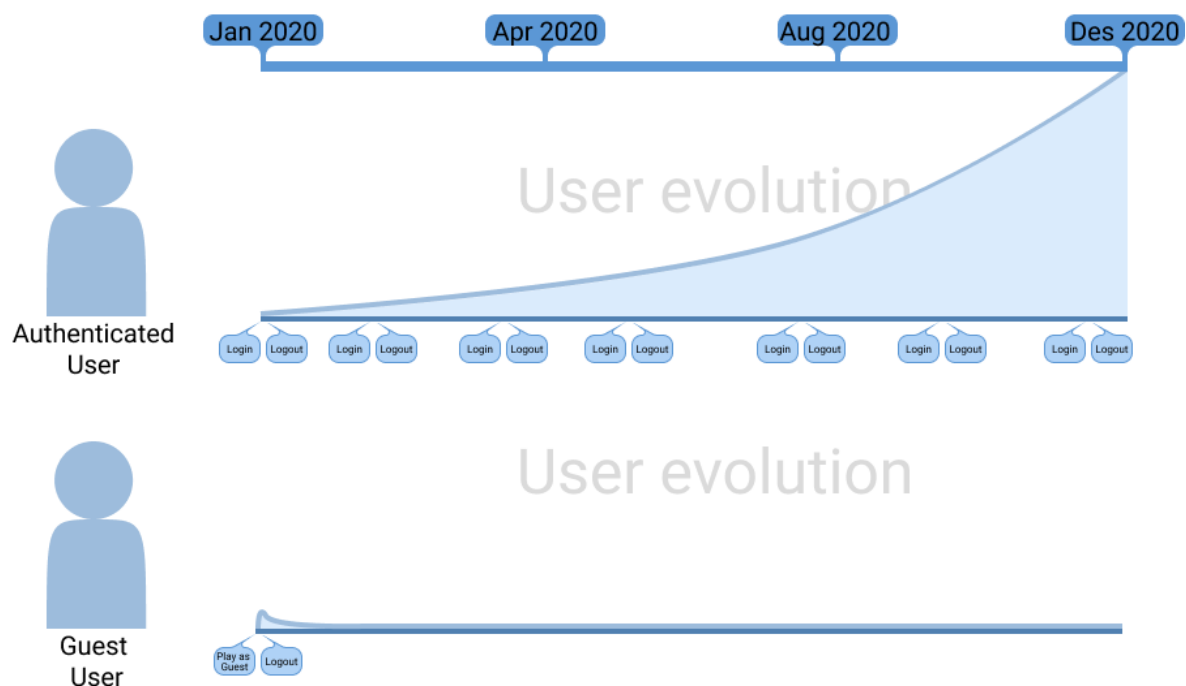 Jan 2020
Apr 2020
Aug 2020
Des 2020
User evolution
Authenticated
User
Login
Logout
Login
Logout
Login
Logout
Login
Logout
Login
Logout
Login
Logout
Login
Logout
User evolution
Guest
User
Play as
Guest
Logout